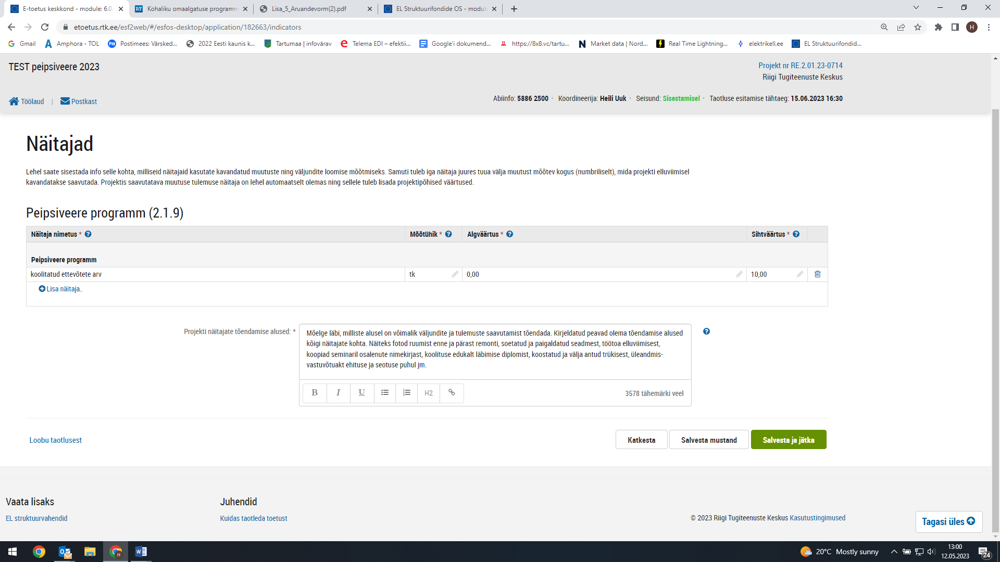 E-toetus keskkond - module: 6.0.
Kohaliku omaalgatuse programm
Lisa_5_Aruandevorm(2).pdf
EL Struktuurifondide OS - modul
etoetus.rtk.ee/esf2web/#/esfos-desktop/application/182663/indicators
H
Gmail
Amphora - TOL
Postimees: Värsked...
2022 Eesti kaunis k...
Tartumaa | infovärav
Telema EDI – efektii...
Google'i dokumend...
https://8x8.vc/tartu...
Market data | Nord...
Real Time Lightning...
elektrikell.ee
EL Struktuurifondid...
TEST peipsiveere 2023
Projekt nr RE.2.01.23-0714
Riigi Tugiteenuste Keskus
Töölaud | Postkast
Abiinfo: 5886 2500 • Koordineerija: Heili Uuk • Seisund: Sisestamisel • Taotluse esitamise tähtaeg: 15.06.2023 16:30
Näitajad
Lehel saate sisestada info selle kohta, milliseid näitajaid kasutate kavandatud muutuste ning väljundite loomise mõõtmiseks. Samuti tuleb iga näitaja juures tuua välja muutust mõõtev kogus (numbriliselt), mida projekti elluviimisel
kavandatakse saavutada. Projektis saavutatava muutuse tulemuse näitaja on lehel automaatselt olemas ning sellele tuleb lisada projektipõhised väärtused.
Peipsiveere programm (2.1.9)
Näitaja nimetus * Mõõtühik * Algväärtus * Sihtväärtus *
Peipsiveere programm
koolitatud ettevõtete arv tk 0,00 10,00
Lisa näitaja..
Projekti näitajate tõendamise alused: *
Mõelge läbi, milliste alusel on võimalik väljundite ja tulemuste saavutamist tõendada. Kirjeldatud peavad olema tõendamise alused
kõigi näitajate kohta. Näiteks fotod ruumist enne ja pärast remonti, soetatud ja paigaldatud seadmest, töötoa elluviimisest,
koopiad seminaril osalenute nimekirjast, koolituse edukalt läbimise diplomist, koostatud ja välja antud trükisest, üleandmis-
vastuvõtuakt ehituse ja seotuse puhul jm.
B I U H2
3578 tähemärki veel
Loobu taotlusest
Katkesta
Salvesta mustand
Salvesta ja jätka
Vaata lisaks
EL struktuurvahendid
Juhendid
Kuidas taotleda toetust
© 2023 Riigi Tugiteenuste Keskus Kasutustingimused
Tagasi üles
20°C Mostly sunny
13:00
12.05.2023
24